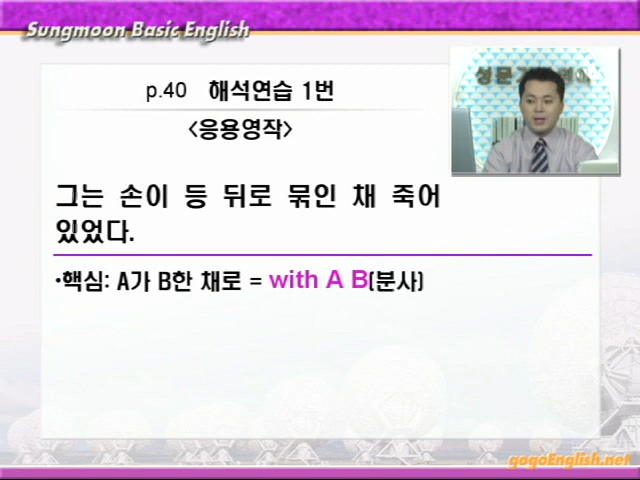 Sungmoon Basic English
p.40 해석연습 1번
<응용영작>
그는 손이 등 뒤로 묶인 채 죽어
있었다.
•핵심: A가 B한 채로 = with A B(분사)
gogoEnglish.net